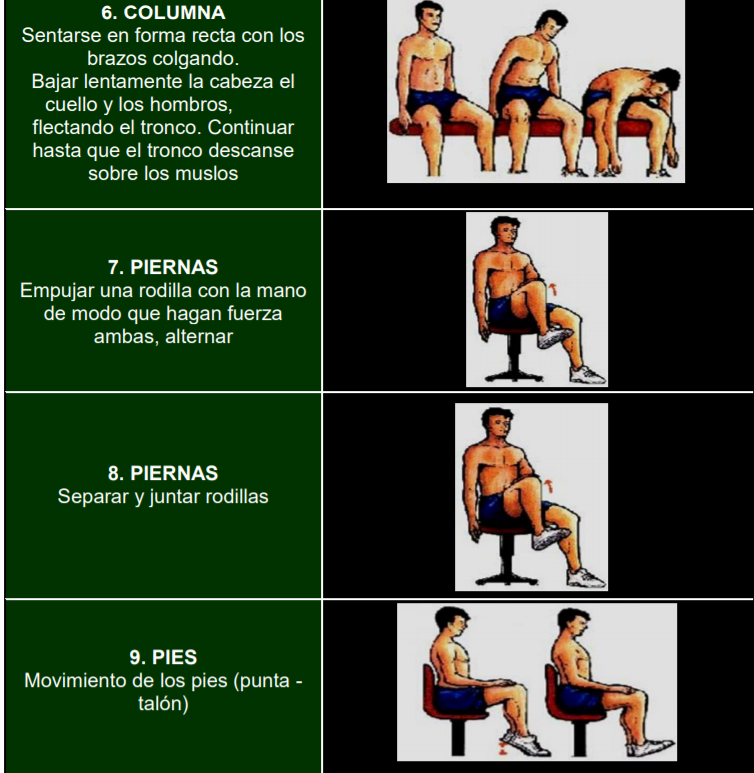 6. COLUMNA
Sentarse en forma recta con los
brazos colgando.
Bajar lentamente la cabeza el
cuello y los hombros,
flectando el tronco. Continuar
hasta que el tronco descanse
sobre los muslos
7. PIERNAS
Empujar una rodilla con la mano
de modo que hagan fuerza
ambas, alternar
8. PIERNAS
Separar y juntar rodillas
9. PIES
Movimiento de los pies (punta -
talón)